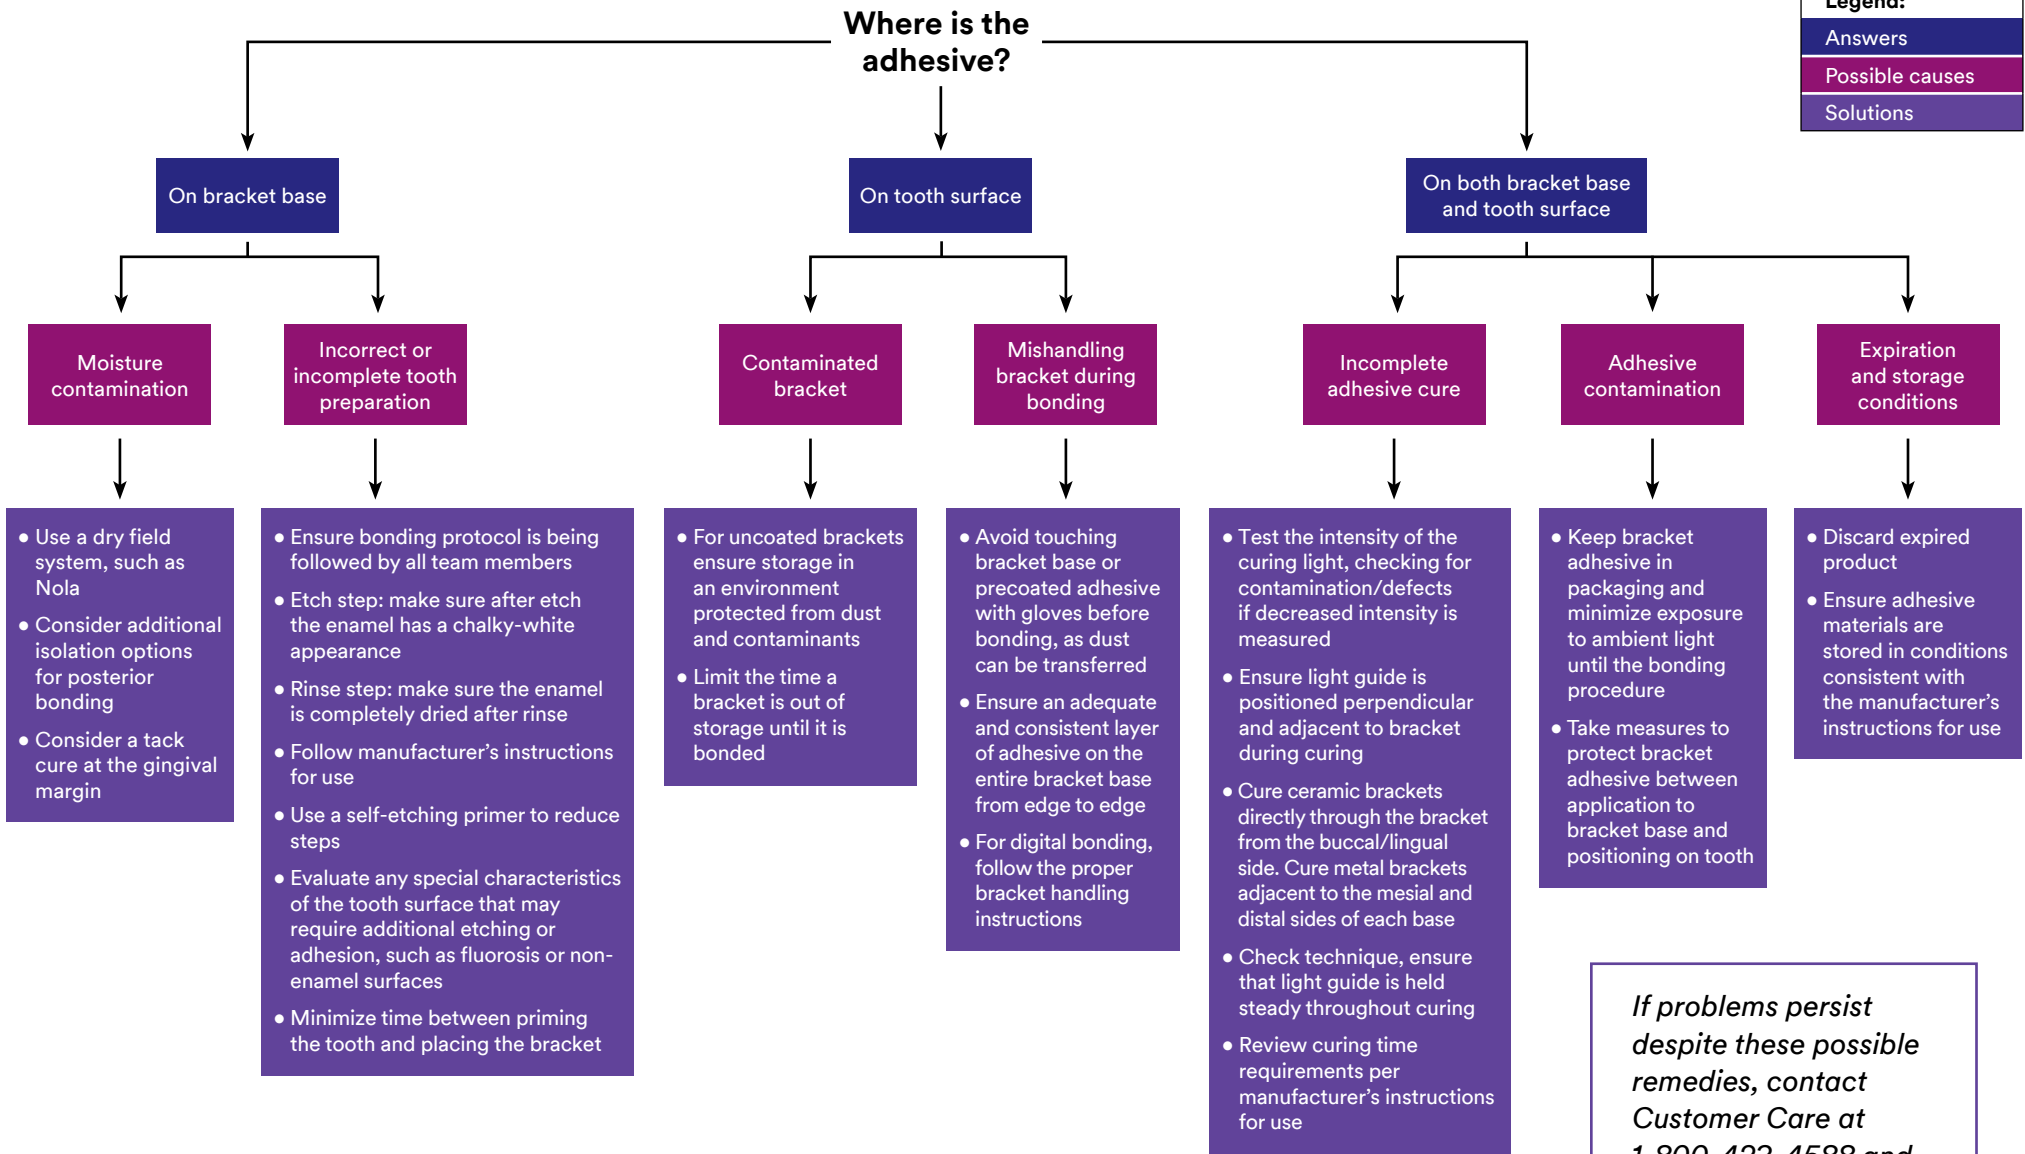 Where is the
adhesive?
Legend:
Answers
Possible causes
Solutions
On bracket base
On tooth surface
On both bracket base
and tooth surface
Moisture
contamination
Incorrect or
incomplete tooth
preparation
Contaminated
bracket
Mishandling
bracket during
bonding
Incomplete
adhesive cure
Adhesive
contamination
Expiration
and storage
conditions
• Use a dry field
system, such as
Nola
• Consider additional
isolation options
for posterior
bonding
• Consider a tack
cure at the gingival
margin
• Ensure bonding protocol is being
followed by all team members
• Etch step: make sure after etch
the enamel has a chalky-white
appearance
• Rinse step: make sure the enamel
is completely dried after rinse
• Follow manufacturer’s instructions
for use
• Use a self-etching primer to reduce
steps
• Evaluate any special characteristics
of the tooth surface that may
require additional etching or
adhesion, such as fluorosis or non-
enamel surfaces
• Minimize time between priming
the tooth and placing the bracket
• For uncoated brackets
ensure storage in
an environment
protected from dust
and contaminants
• Limit the time a
bracket is out of
storage until it is
bonded
• Avoid touching
bracket base or
precoated adhesive
with gloves before
bonding, as dust
can be transferred
• Ensure an adequate
and consistent layer
of adhesive on the
entire bracket base
from edge to edge
• For digital bonding,
follow the proper
bracket handling
instructions
• Test the intensity of the
curing light, checking for
contamination/defects
if decreased intensity is
measured
• Ensure light guide is
positioned perpendicular
and adjacent to bracket
during curing
• Cure ceramic brackets
directly through the bracket
from the buccal/lingual
side. Cure metal brackets
adjacent to the mesial and
distal sides of each base
• Check technique, ensure
that light guide is held
steady throughout curing
• Review curing time
requirements per
manufacturer’s instructions
for use
• Keep bracket
adhesive in
packaging and
minimize exposure
to ambient light
until the bonding
procedure
• Take measures to
protect bracket
adhesive between
application to
bracket base and
positioning on tooth
• Discard expired
product
• Ensure adhesive
materials are
stored in conditions
consistent with
the manufacturer’s
instructions for use
If problems persist
despite these possible
remedies, contact
Customer Care at
1-800-423-4588 and